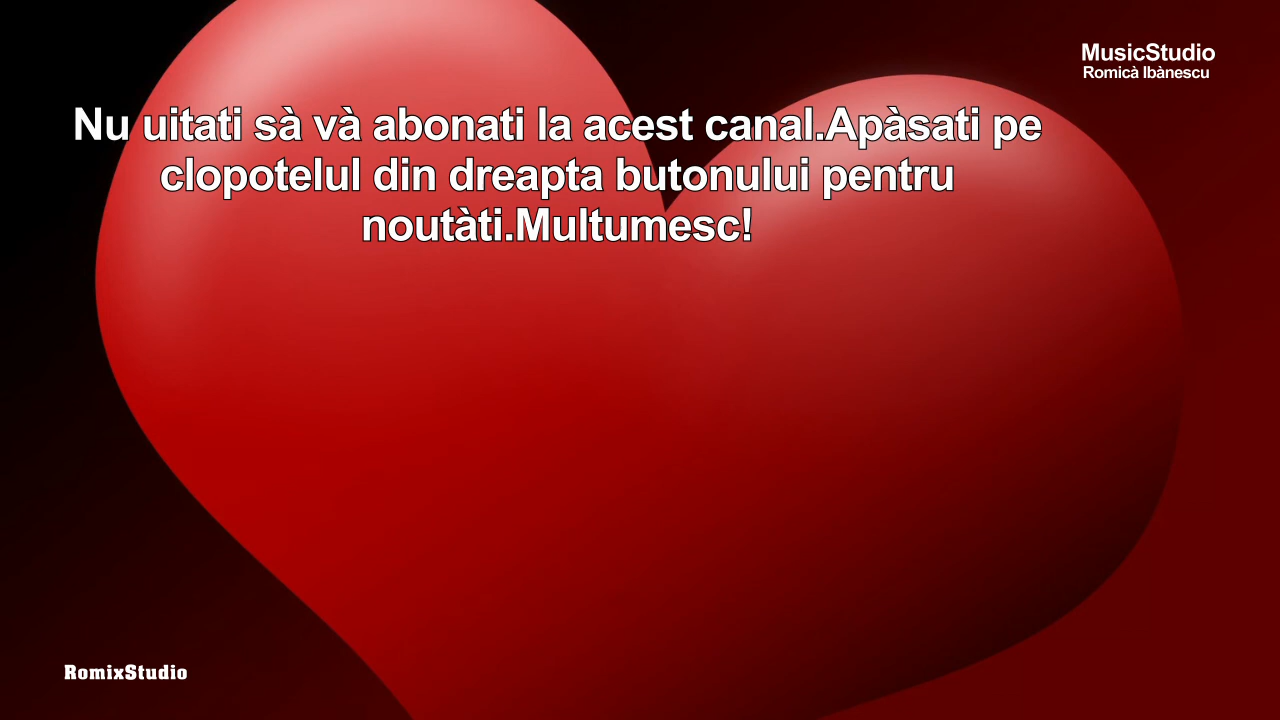 MusicStudio
Romicà Ibànescu
Nu uitati sà và abonati la acest canal.Apàsati pe
clopotelul din dreapta butonului pentru
noutàti.Multumesc!
RomixStudio